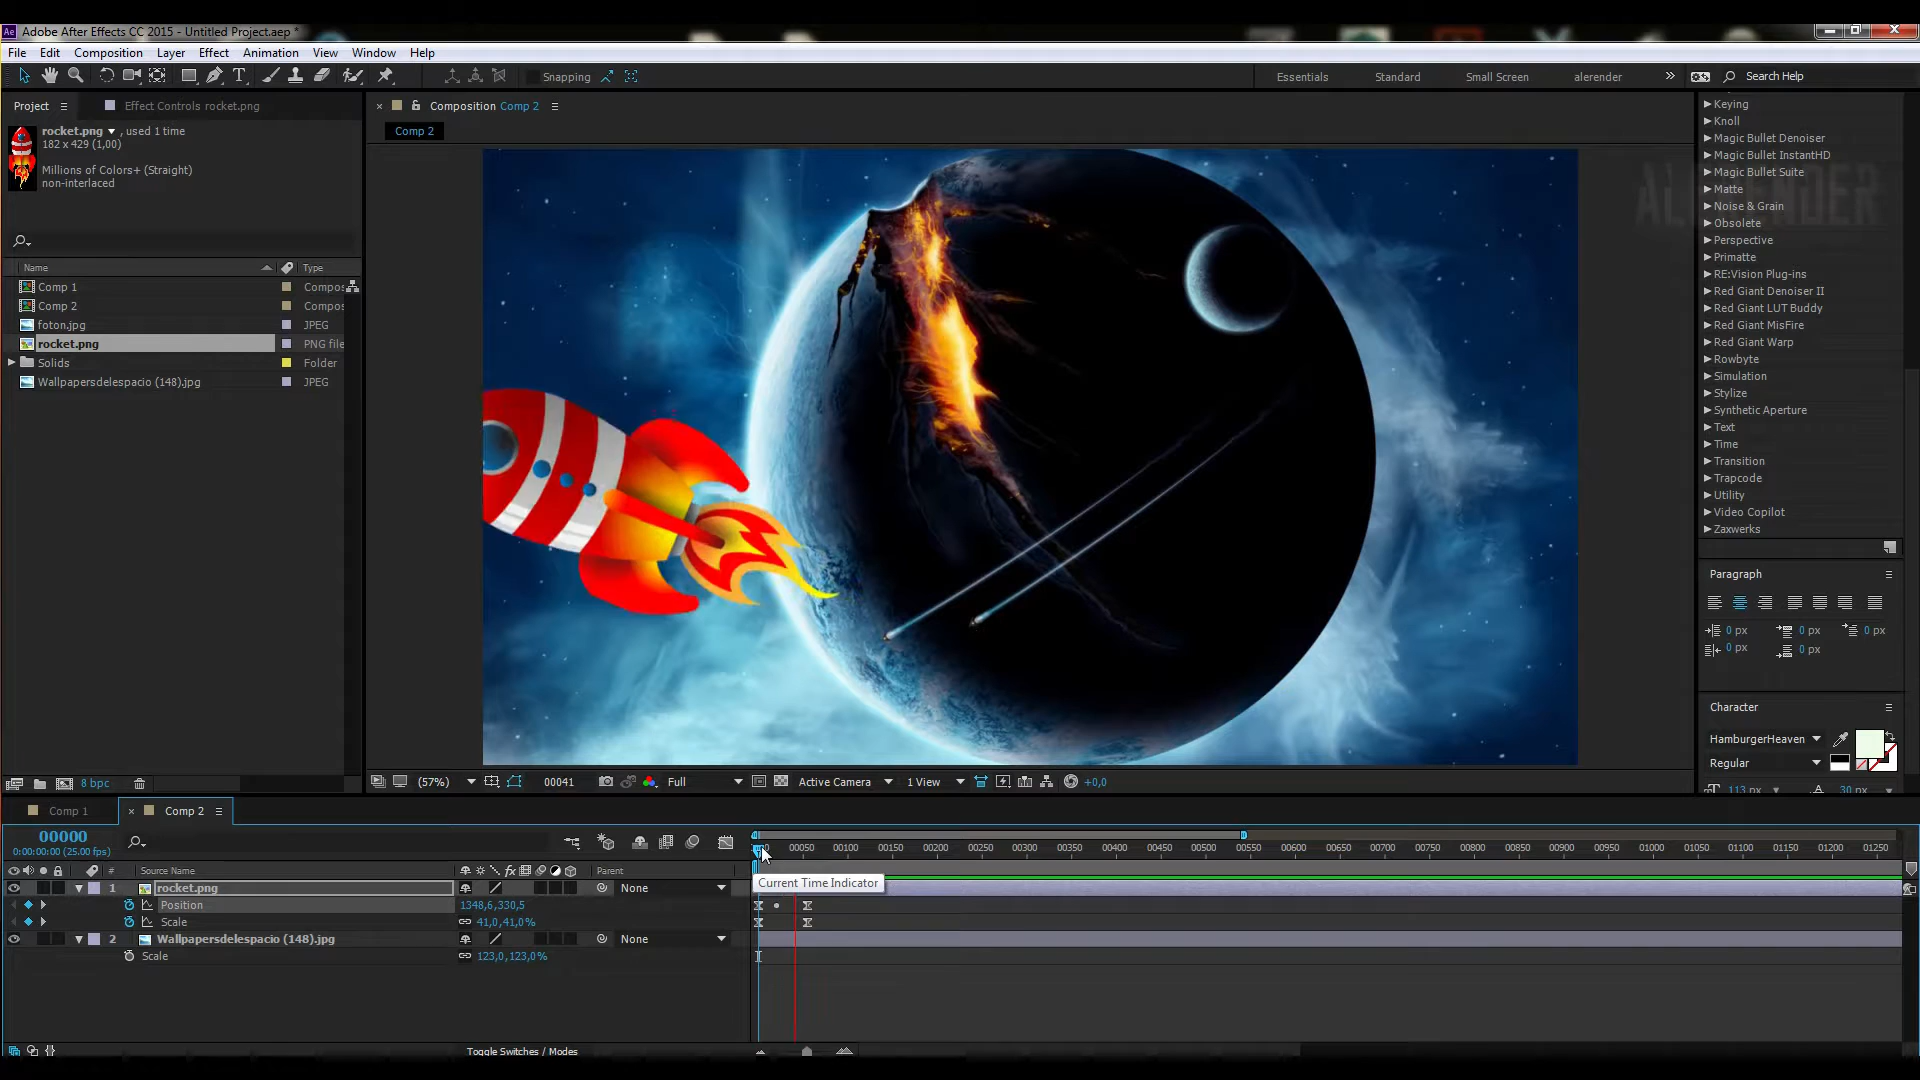 Adobe After Effects CC 2015 - Untitled Project.aep *
File Edit Composition Layer Effect Animation View Window Help
Snapping
Essentials Standard Small Screen alerender » Search Help
Project Effect Controls rocket.png
rocket.png , used 1 time
182 x 429 (1,00)
Millions of Colors+ (Straight)
non-interlaced
Name Type
Comp 1 Compos
Comp 2 Compos
foton.jpg JPEG
rocket.png PNG file
Solids Folder
Wallpapersdelespacio (148).jpg JPEG
8 bpc
× Composition Comp 2
Comp 2
(57%) 00041 Full Active Camera 1 View +0,0
ALERENDER
Keying
Knoll
Magic Bullet Denoiser
Magic Bullet InstantHD
Magic Bullet Suite
Matte
Noise & Grain
Obsolete
Perspective
Primatte
RE:Vision Plug-ins
Red Giant Denoiser II
Red Giant LUT Buddy
Red Giant MisFire
Red Giant Warp
Rowbyte
Simulation
Stylize
Synthetic Aperture
Text
Time
Transition
Trapcode
Utility
Video Copilot
Zaxwerks
Paragraph
0 px 0 px 0 px
0 px 0 px
Character
HamburgerHeaven
Regular
113 px 30 px
Comp 1 × Comp 2
00000
0:00:00:00 (25.00 fps)
00050 00100 00150 00200 00250 00300 00350 00400 00450 00500 00550 00600 00650 00700 00750 00800 00850 00900 00950 01000 01050 01100 01150 01200 01250
# Source Name Parent
Current Time Indicator
1 rocket.png None
Position 1348,6,330,5
Scale 41,0,41,0%
2 Wallpapersdelespacio (148).jpg None
Scale 123,0,123,0%
Toggle Switches / Modes